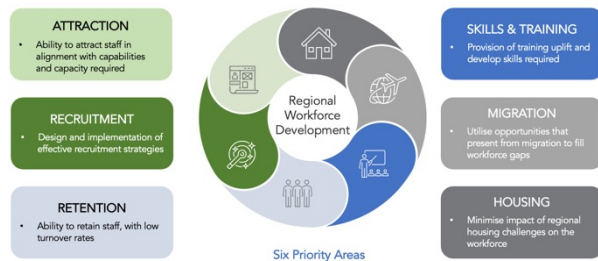 ATTRACTION
• Ability to attract staff in
alignment with capabilities
and capacity required
RECRUITMENT
• Design and implementation of
effective recruitment strategies
RETENTION
• Ability to retain staff, with low
turnover rates
Regional
Workforce
Development
Six Priority Areas
SKILLS & TRAINING
• Provision of training uplift and
develop skills required
MIGRATION
• Utilise opportunities that
present from migration to fill
workforce gaps
HOUSING
• Minimise impact of regional
housing challenges on the
workforce